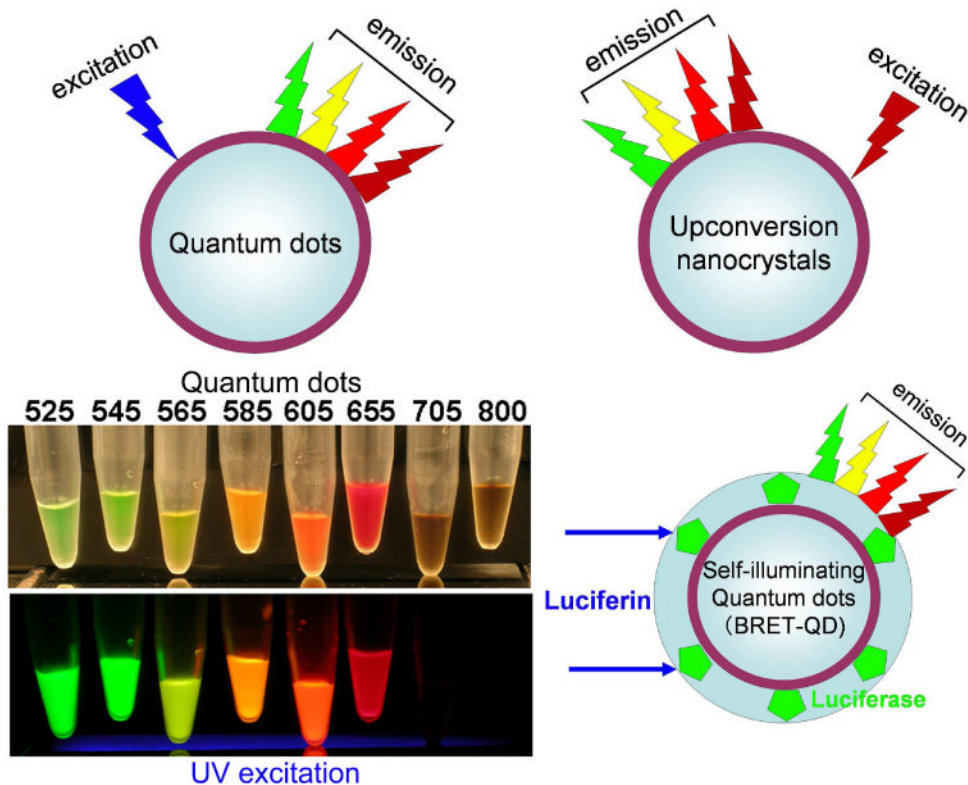 excitation
emission
Quantum dots
emission
excitation
Upconversion
nanocrystals
Quantum dots
525 545 565 585 605 655 705 800
UV excitation
emission
Luciferin
Self-illuminating
Quantum dots
(BRET-QD)
Luciferase